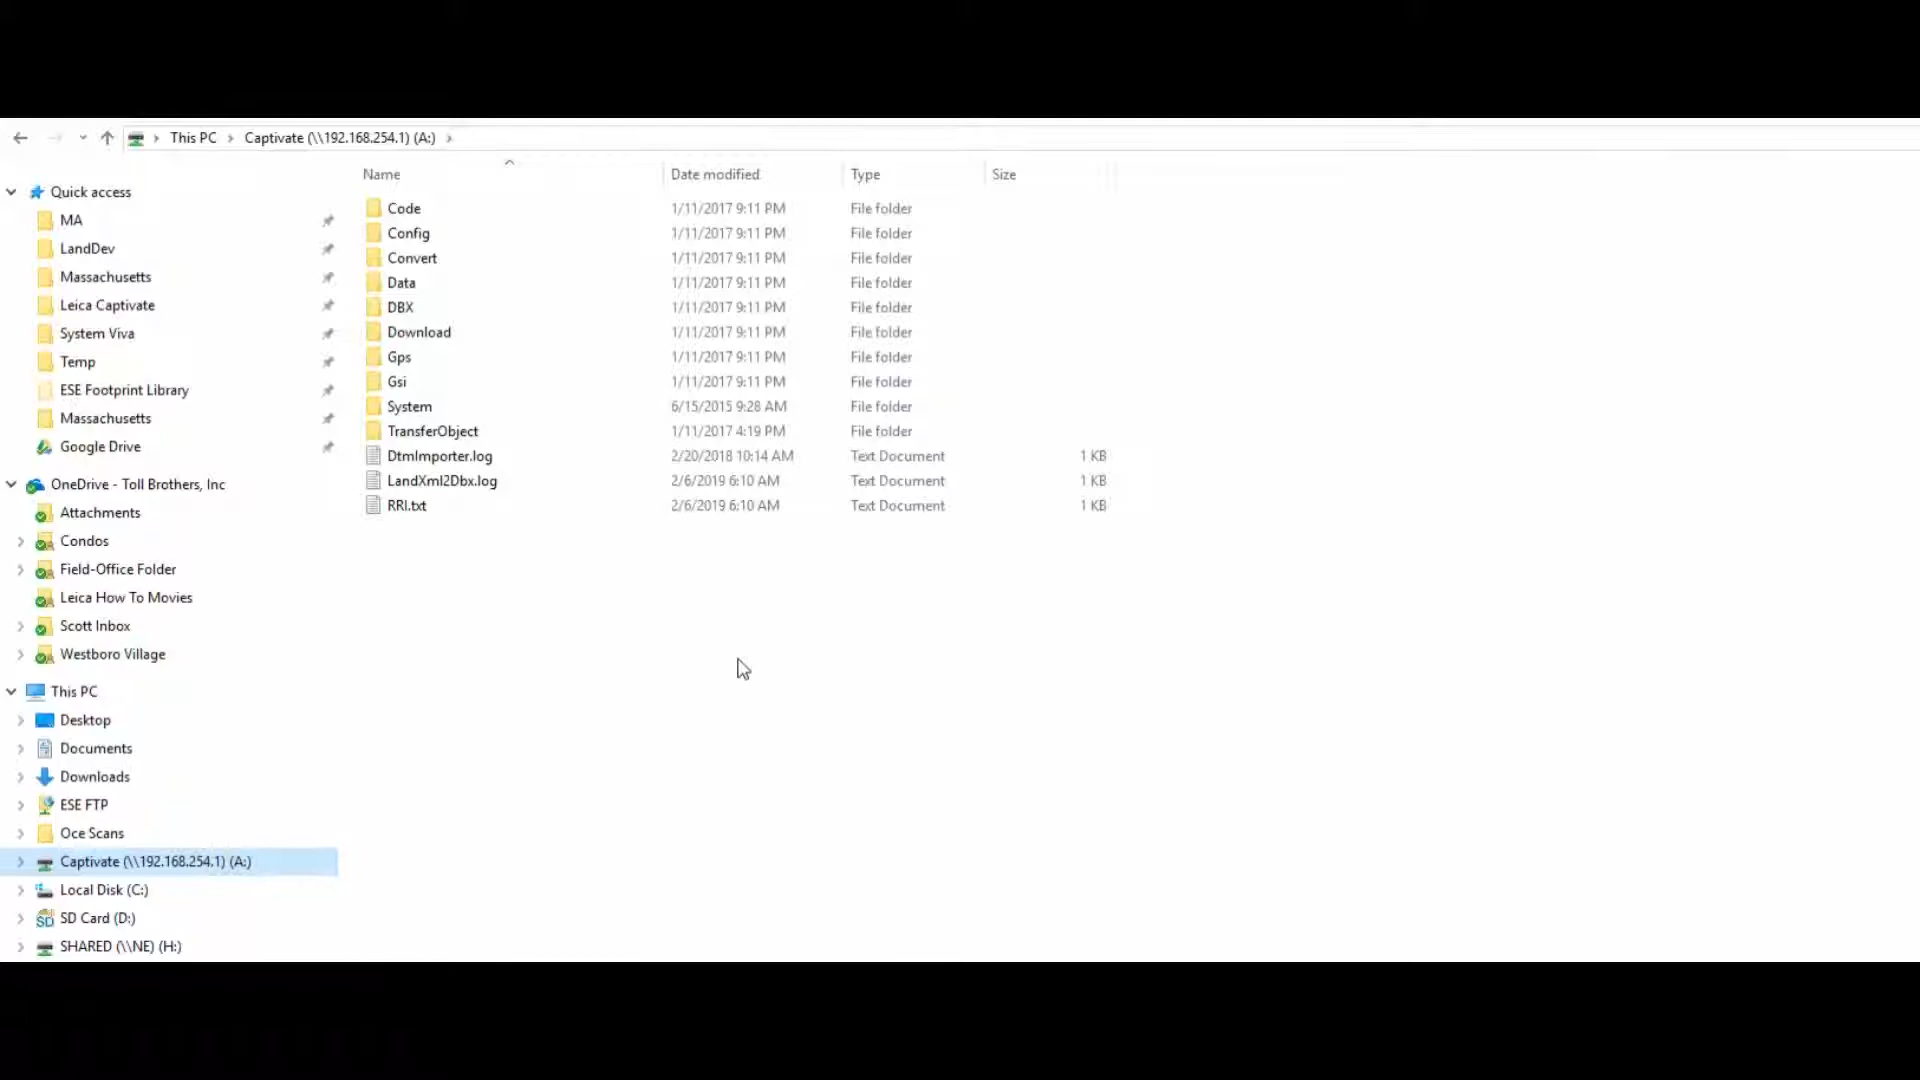 This PC > Captivate (\\192.168.254.1) (A:) >
Name Date modified Type Size
Quick access
MA
LandDev
Massachusetts
Leica Captivate
System Viva
Temp
ESE Footprint Library
Massachusetts
Google Drive
OneDrive - Toll Brothers, Inc
Attachments
Condos
Field-Office Folder
Leica How To Movies
Scott Inbox
Westboro Village
This PC
Desktop
Documents
Downloads
ESE FTP
Oce Scans
Captivate (\\192.168.254.1) (A:)
Local Disk (C:)
SD Card (D:)
SHARED (\\NE) (H:)
Code 1/11/2017 9:11 PM File folder
Config 1/11/2017 9:11 PM File folder
Convert 1/11/2017 9:11 PM File folder
Data 1/11/2017 9:11 PM File folder
DBX 1/11/2017 9:11 PM File folder
Download 1/11/2017 9:11 PM File folder
Gps 1/11/2017 9:11 PM File folder
Gsi 1/11/2017 9:11 PM File folder
System 6/15/2015 9:28 AM File folder
TransferObject 1/11/2017 4:19 PM File folder
DtmImporter.log 2/20/2018 10:14 AM Text Document 1 KB
LandXml2Dbx.log 2/6/2019 6:10 AM Text Document 1 KB
RRI.txt 2/6/2019 6:10 AM Text Document 1 KB